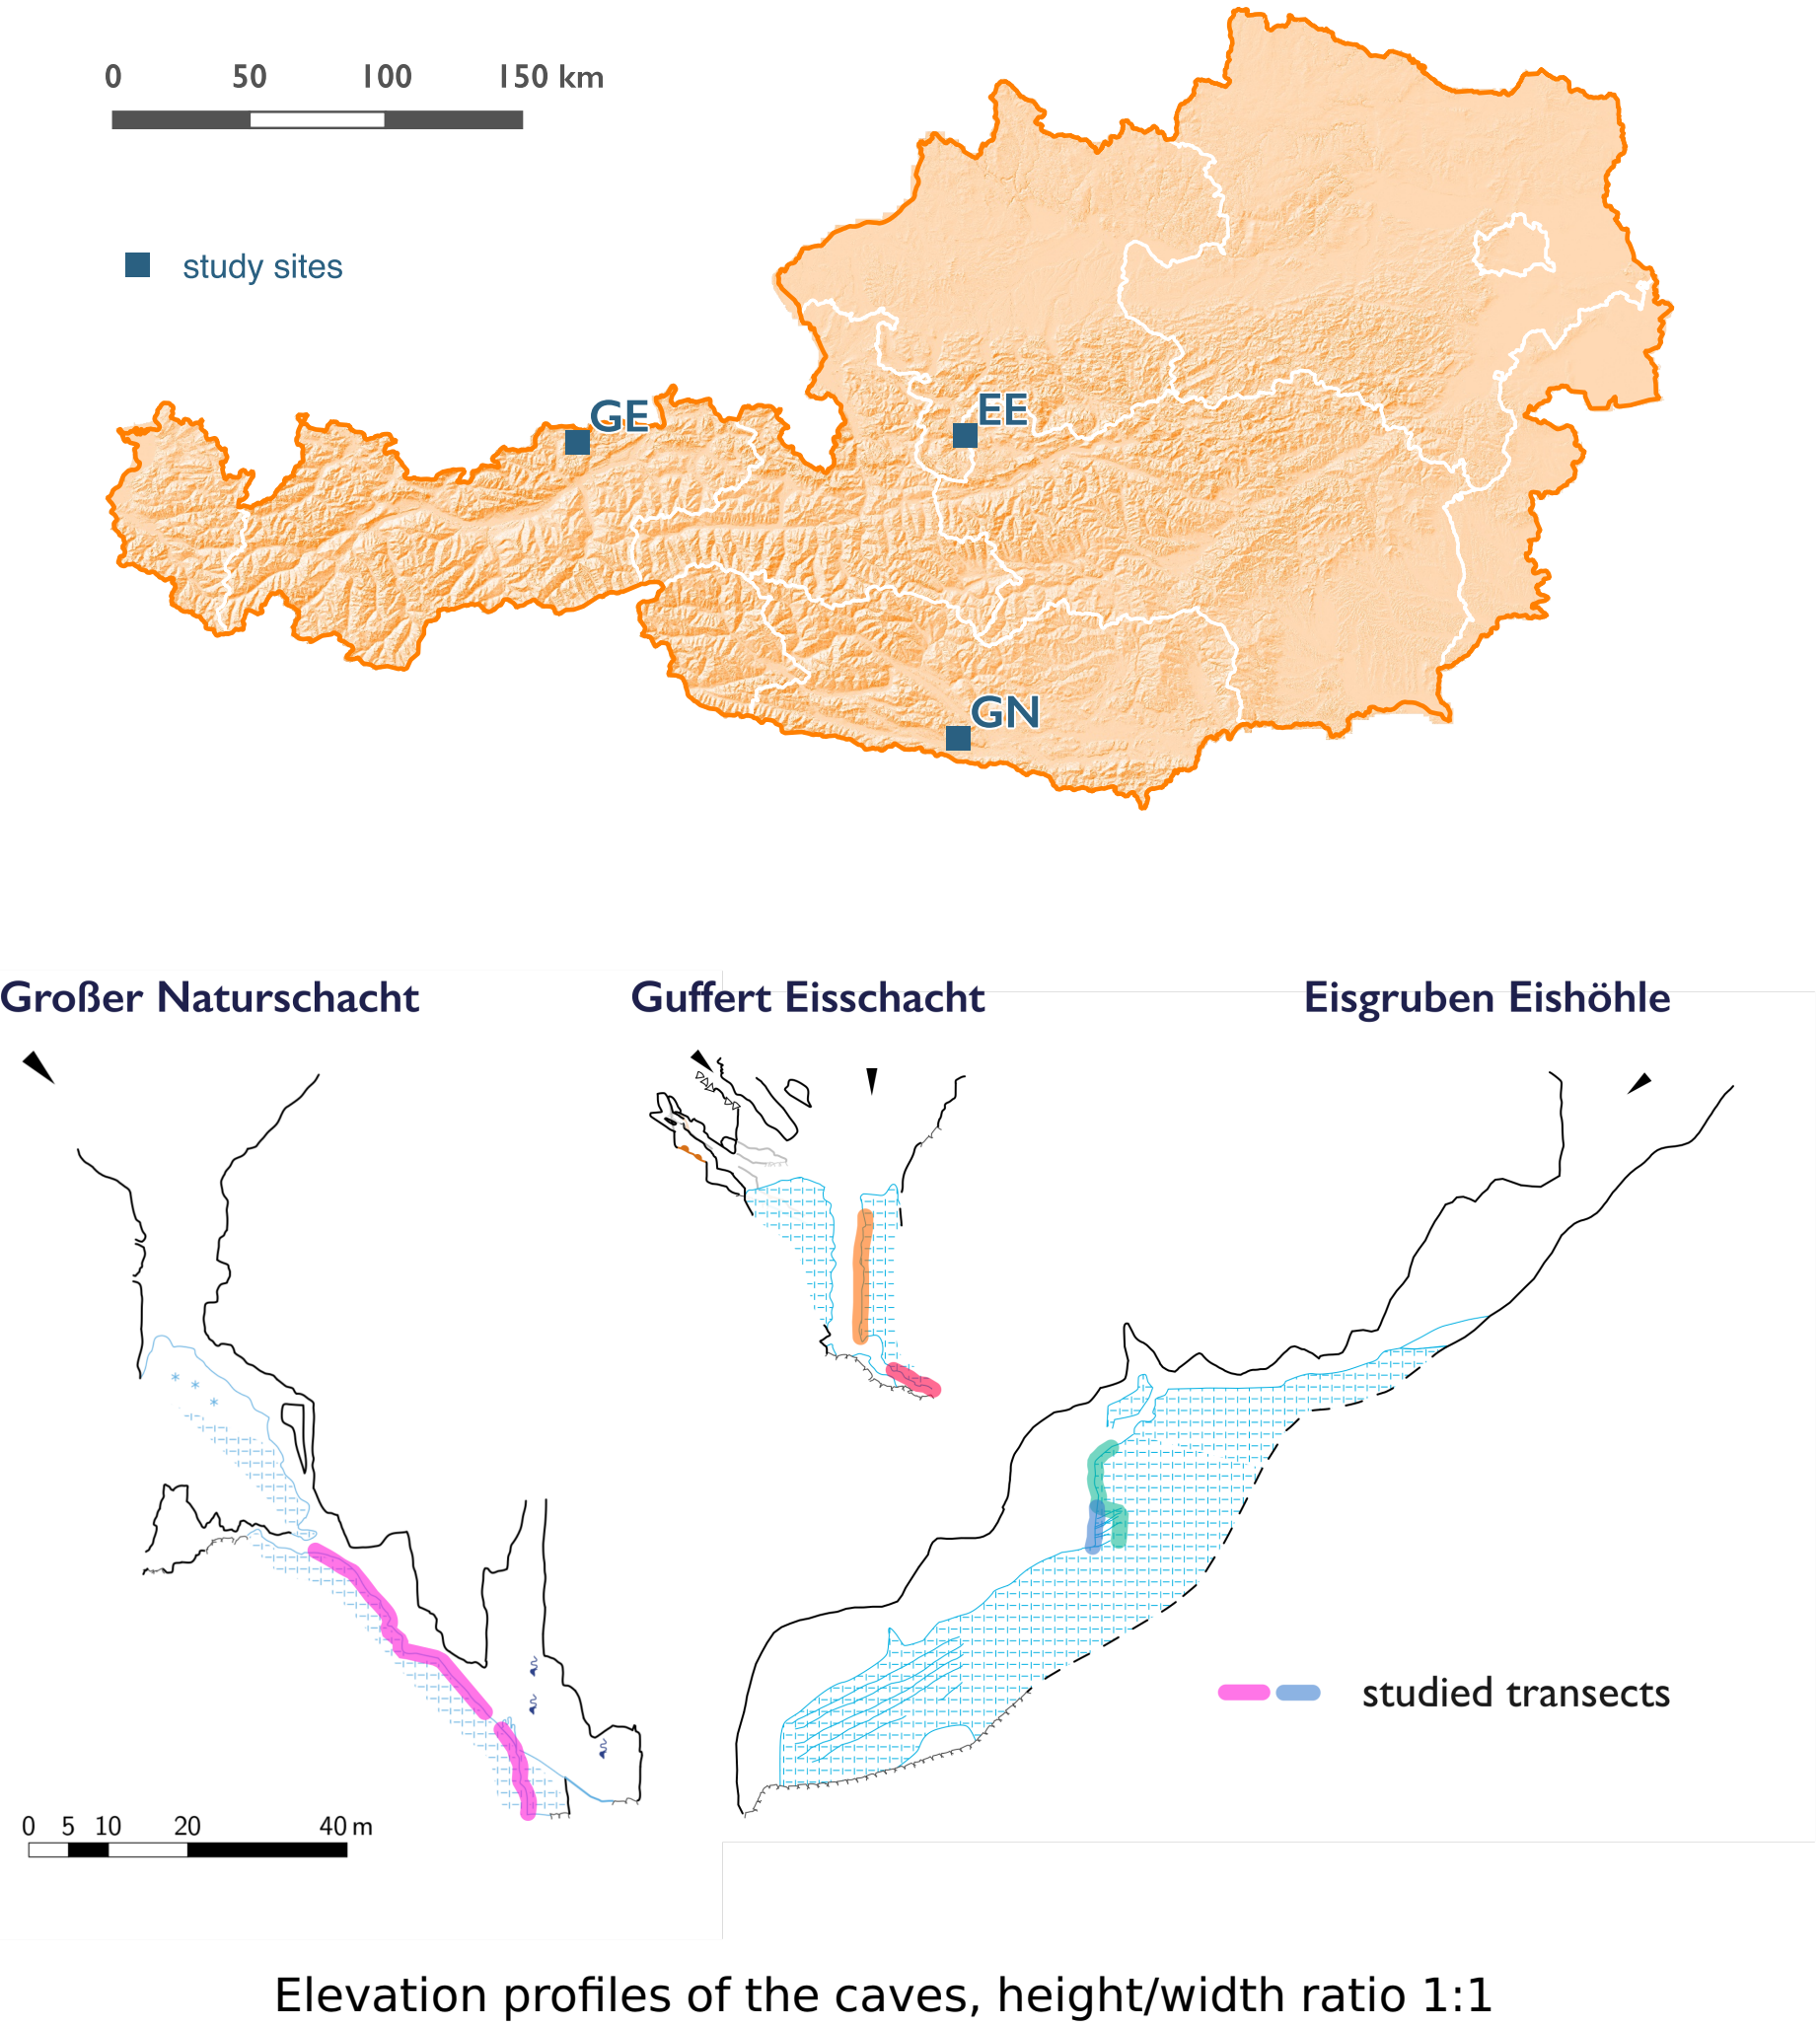 0 50 100 150 km
study sites
GE
EE
GN
Großer Naturschacht
Guffert Eisschacht
Eisgruben Eishöhle
studied transects
0 5 10 20 40 m
Elevation profiles of the caves, height/width ratio 1:1